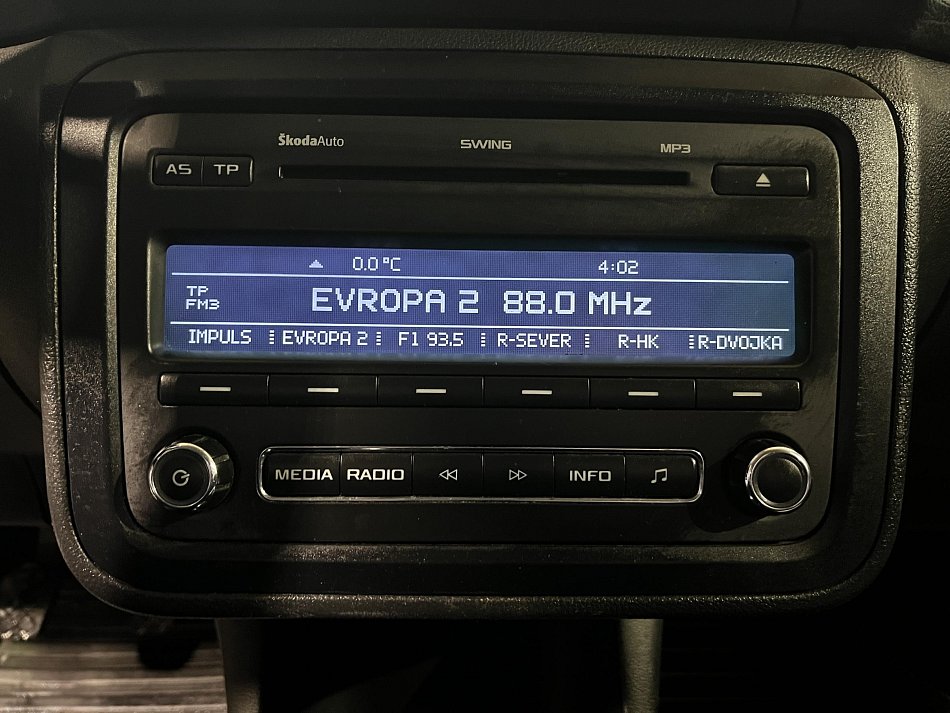 ŠkodaAuto SWING MP3
AS TP
0.0 °C 4:02
TP
FM3
EVROPA 2 88.0 MHz
IMPULS EVROPA 2 F1 93.5 R-SEVER R-HK R-DVOJKA
MEDIA RADIO INFO